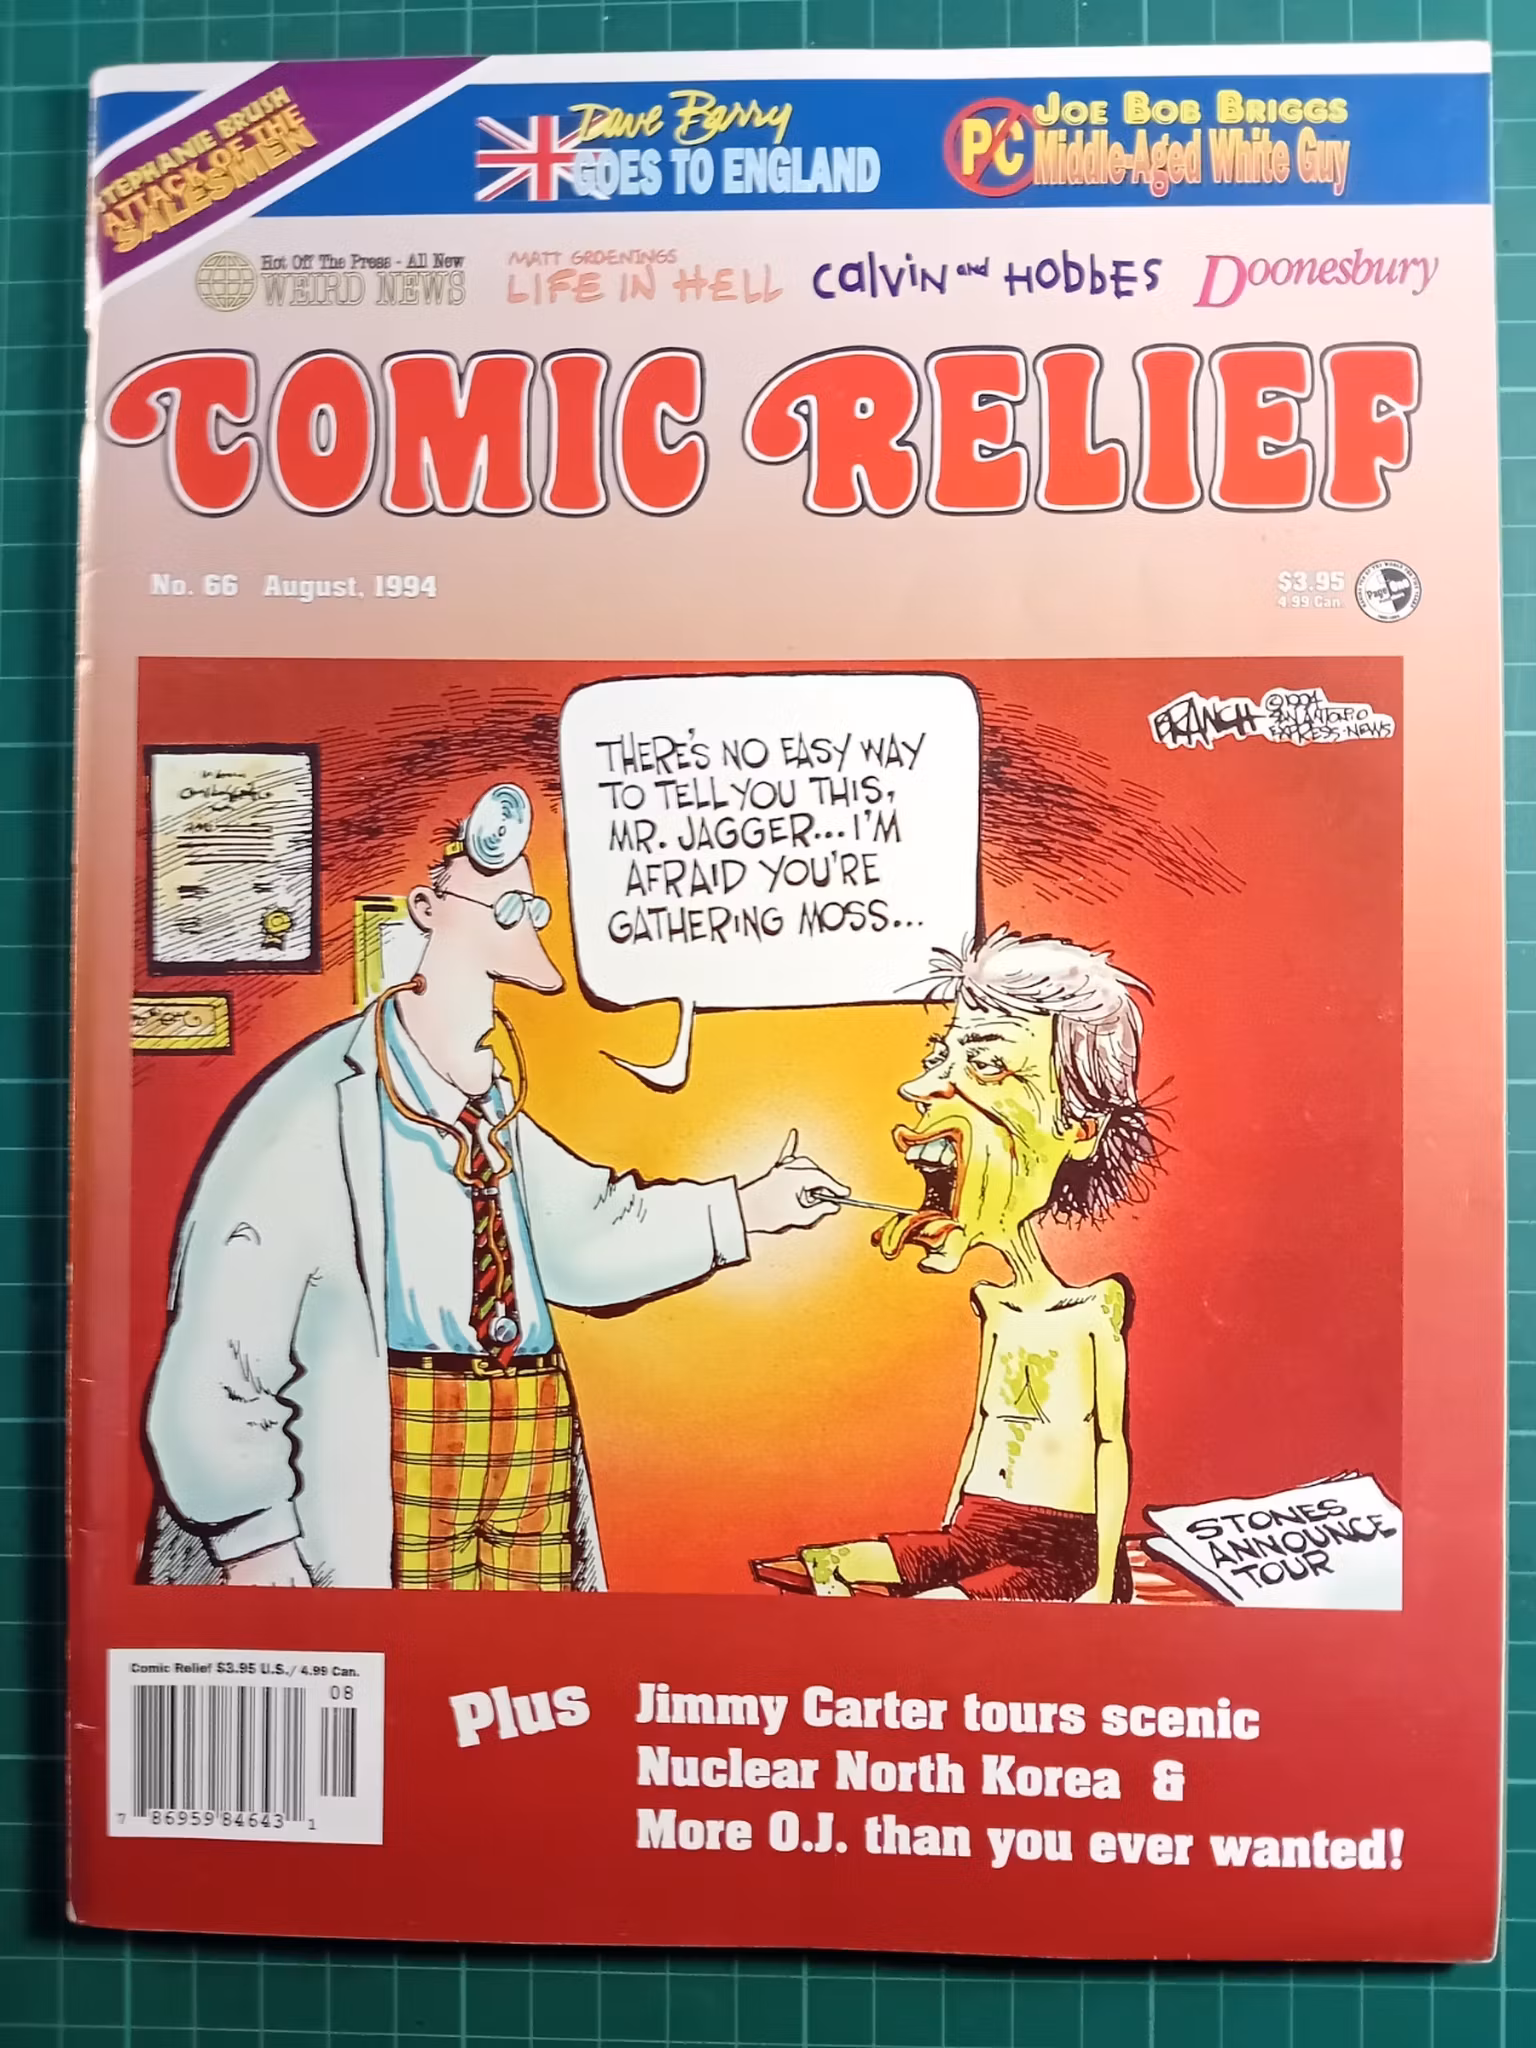 STEPHANIE BRUSH
ATTACK OF THE
SALESMEN
Dave Barry
GOES TO ENGLAND
PC
JOE BOB BRIGGS
Middle-Aged White Guy
Hot Off The Press - All New
WEIRD NEWS
MATT GROENINGS
LIFE IN HELL
Calvin and Hobbes
Doonesbury
COMIC RELIEF
No. 66 August, 1994
$3.95
4.99 Can.
Page One
THERE'S NO EASY WAY
TO TELL YOU THIS,
MR. JAGGER...I'M
AFRAID YOU'RE
GATHERING MOSS...
BRANCH
©1994
SAN ANTONIO
EXPRESS-NEWS
STONES
ANNOUNCE
TOUR
Comic Relief $3.95 U.S./ 4.99 Can.
08
7 86959 84643 1
Plus
Jimmy Carter tours scenic
Nuclear North Korea &
More O.J. than you ever wanted!